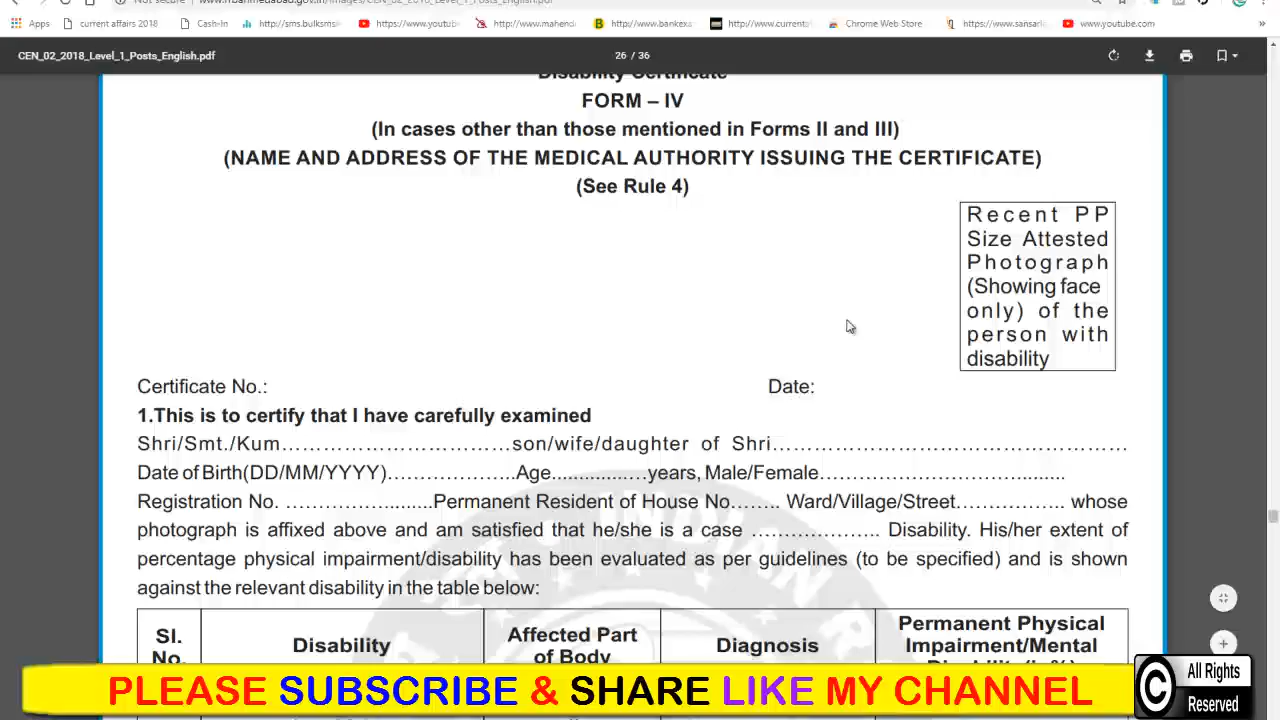 Apps current affairs 2018 Cash-In http://sms.bulksms https://www.youtube. http://www.mahend http://www.bankex http://www.current Chrome Web Store https://www.sansari www.youtube.com
CEN_02_2018_Level_1_Posts_English.pdf 26 / 36
Disability Certificate
FORM – IV
(In cases other than those mentioned in Forms II and III)
(NAME AND ADDRESS OF THE MEDICAL AUTHORITY ISSUING THE CERTIFICATE)
(See Rule 4)
Recent PP
Size Attested
Photograph
(Showing face
only) of the
person with
disability
Certificate No.: Date:
1.This is to certify that I have carefully examined
Shri/Smt./Kum……………………………son/wife/daughter of Shri……………………………………………
Date of Birth(DD/MM/YYYY)………………..Age..............…years, Male/Female…………………………..........
Registration No. ……………........Permanent Resident of House No…….. Ward/Village/Street…………….. whose
photograph is affixed above and am satisfied that he/she is a case ……………….. Disability. His/her extent of
percentage physical impairment/disability has been evaluated as per guidelines (to be specified) and is shown
against the relevant disability in the table below:
Sl.
No.
Disability
Affected Part
of Body
Diagnosis
Permanent Physical
Impairment/Mental
Disability (in %)
PLEASE SUBSCRIBE & SHARE LIKE MY CHANNEL
C All Rights
Reserved